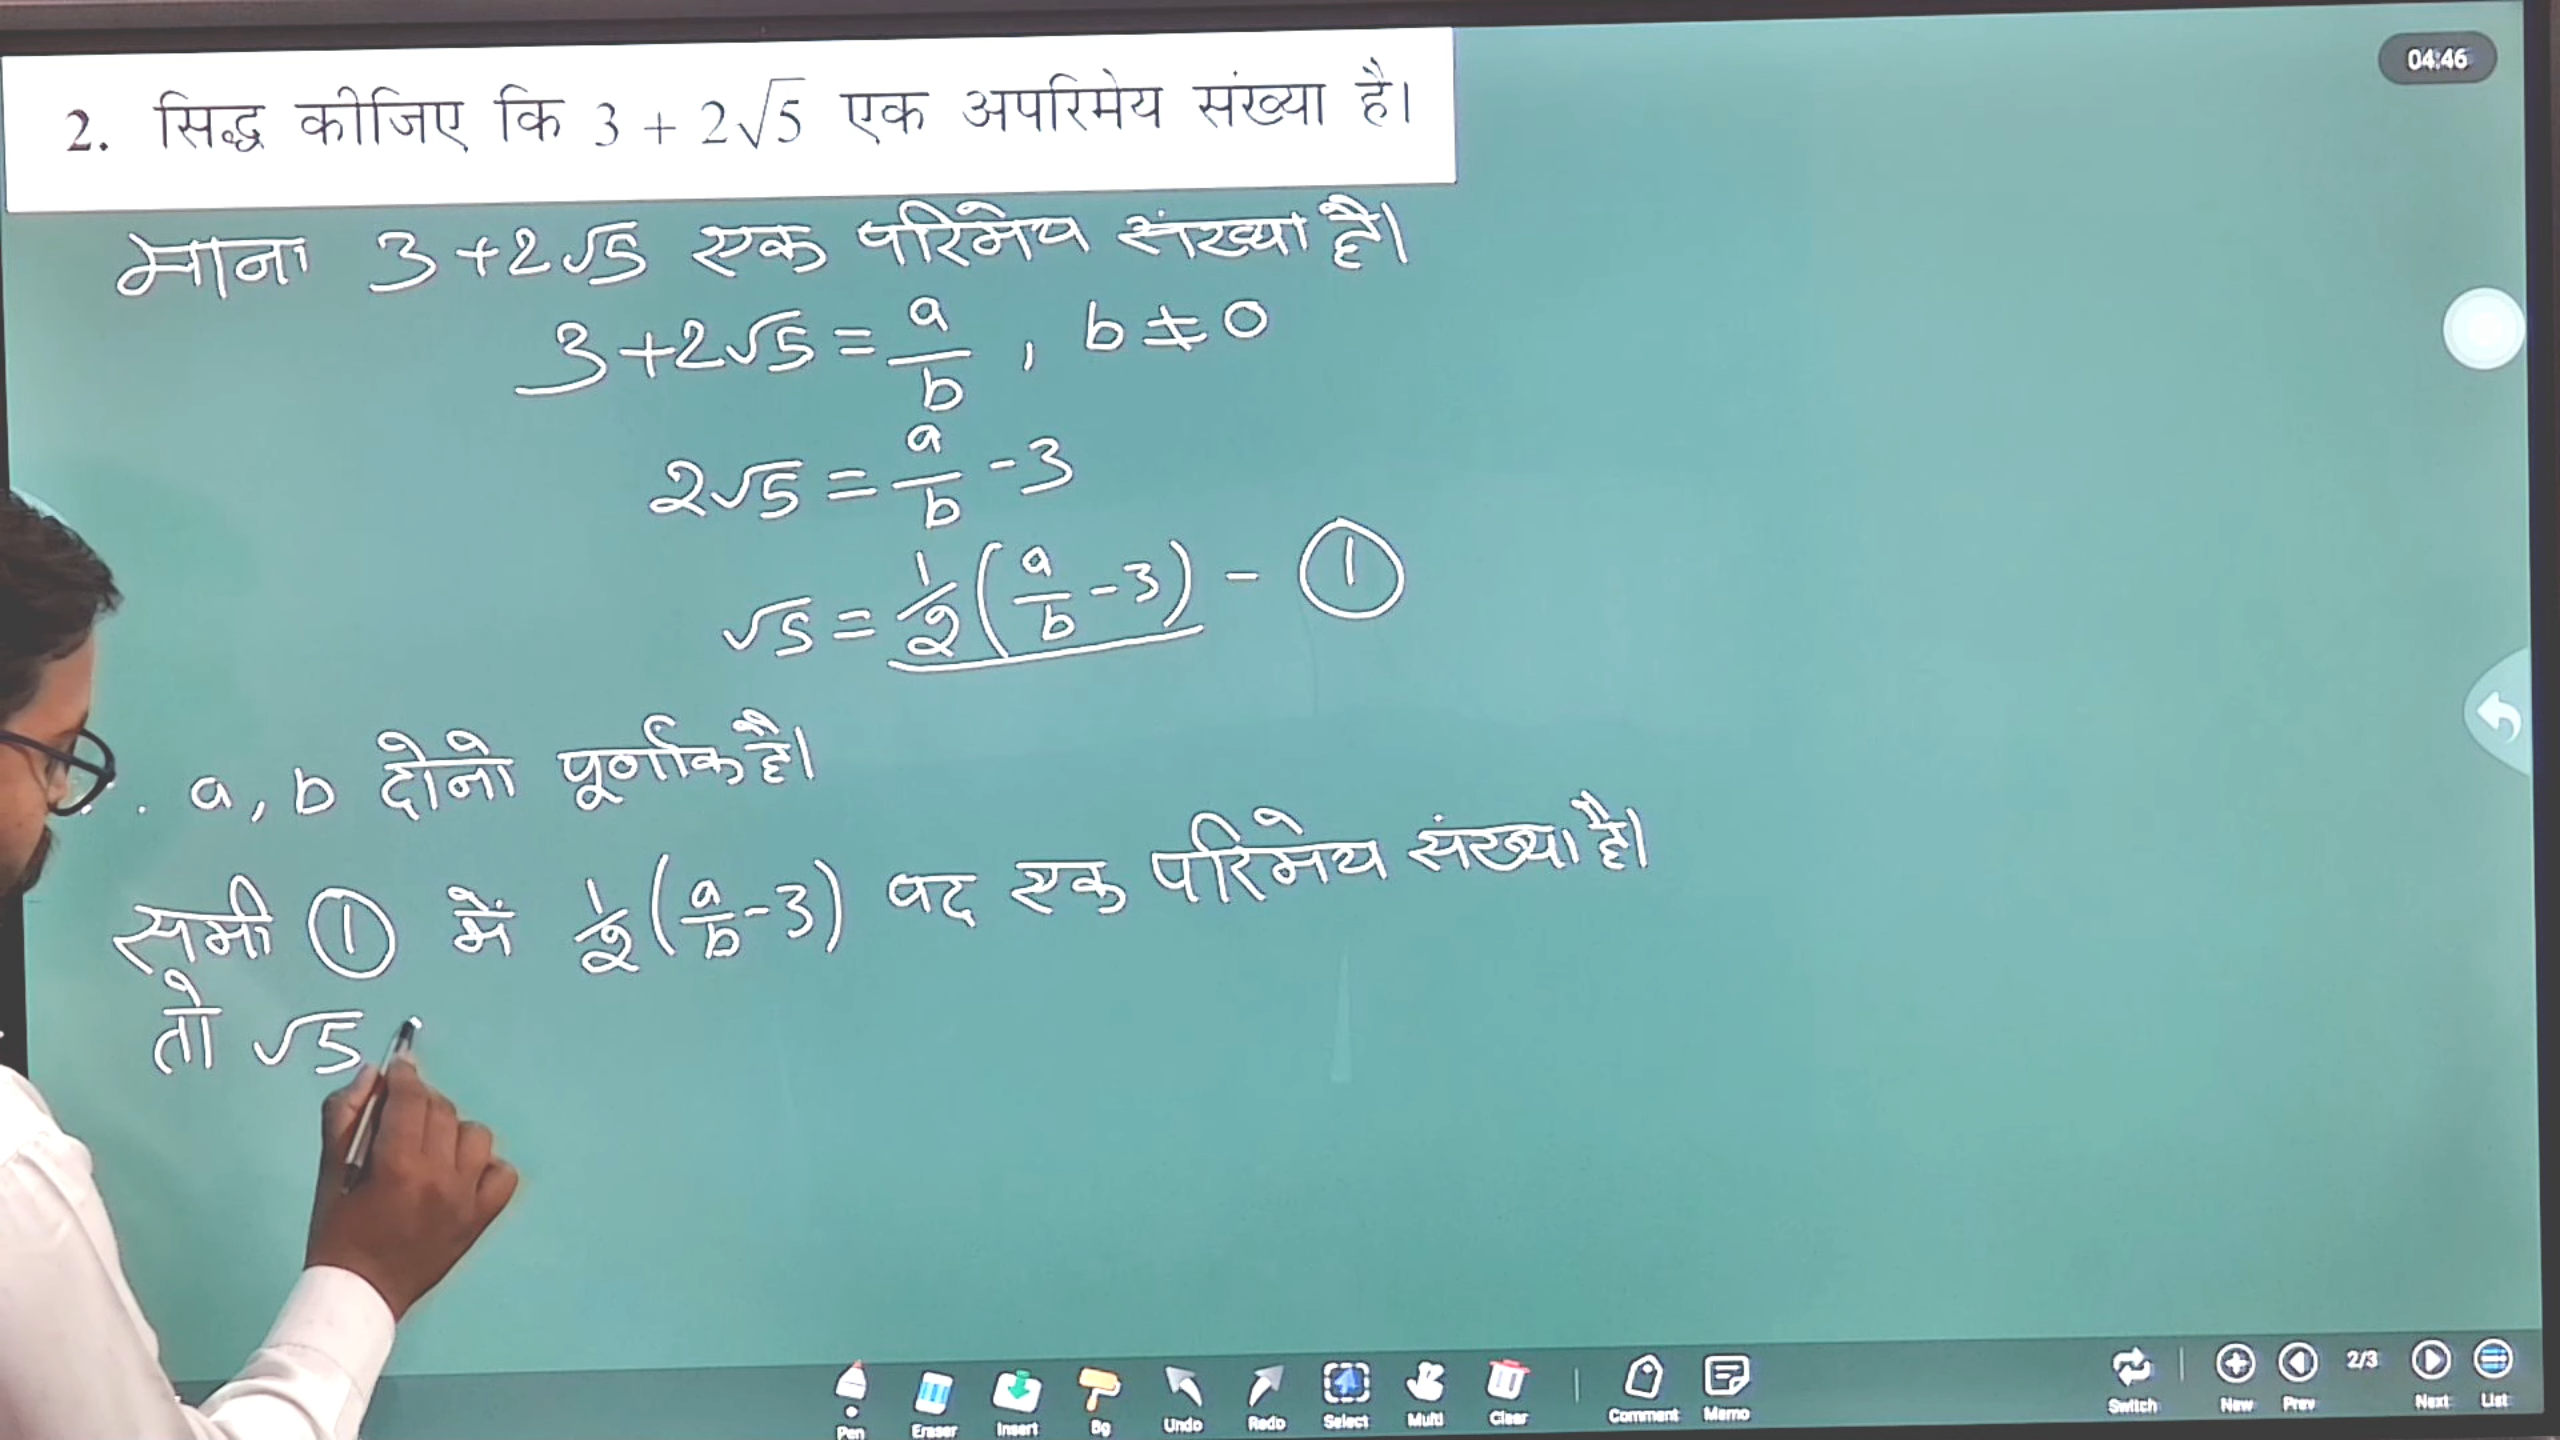 04:46
2. सिद्ध कीजिए कि 3 + 2√5 एक अपरिमेय संख्या है।
माना 3+2√5 एक परिमेय संख्या है।
3+2√5 = a/b , b ≠ 0
2√5 = a/b - 3
√5 = 1/2 (a/b - 3) - ①
a, b दोनो पूर्णांक है।
समी ① में 1/2 (a/b - 3) पद एक परिमेय संख्या है।
तो √5
Pen Eraser Insert Bg Undo Redo Select Multi Clear Comment Memo Switch New Prev 2/3 Next List